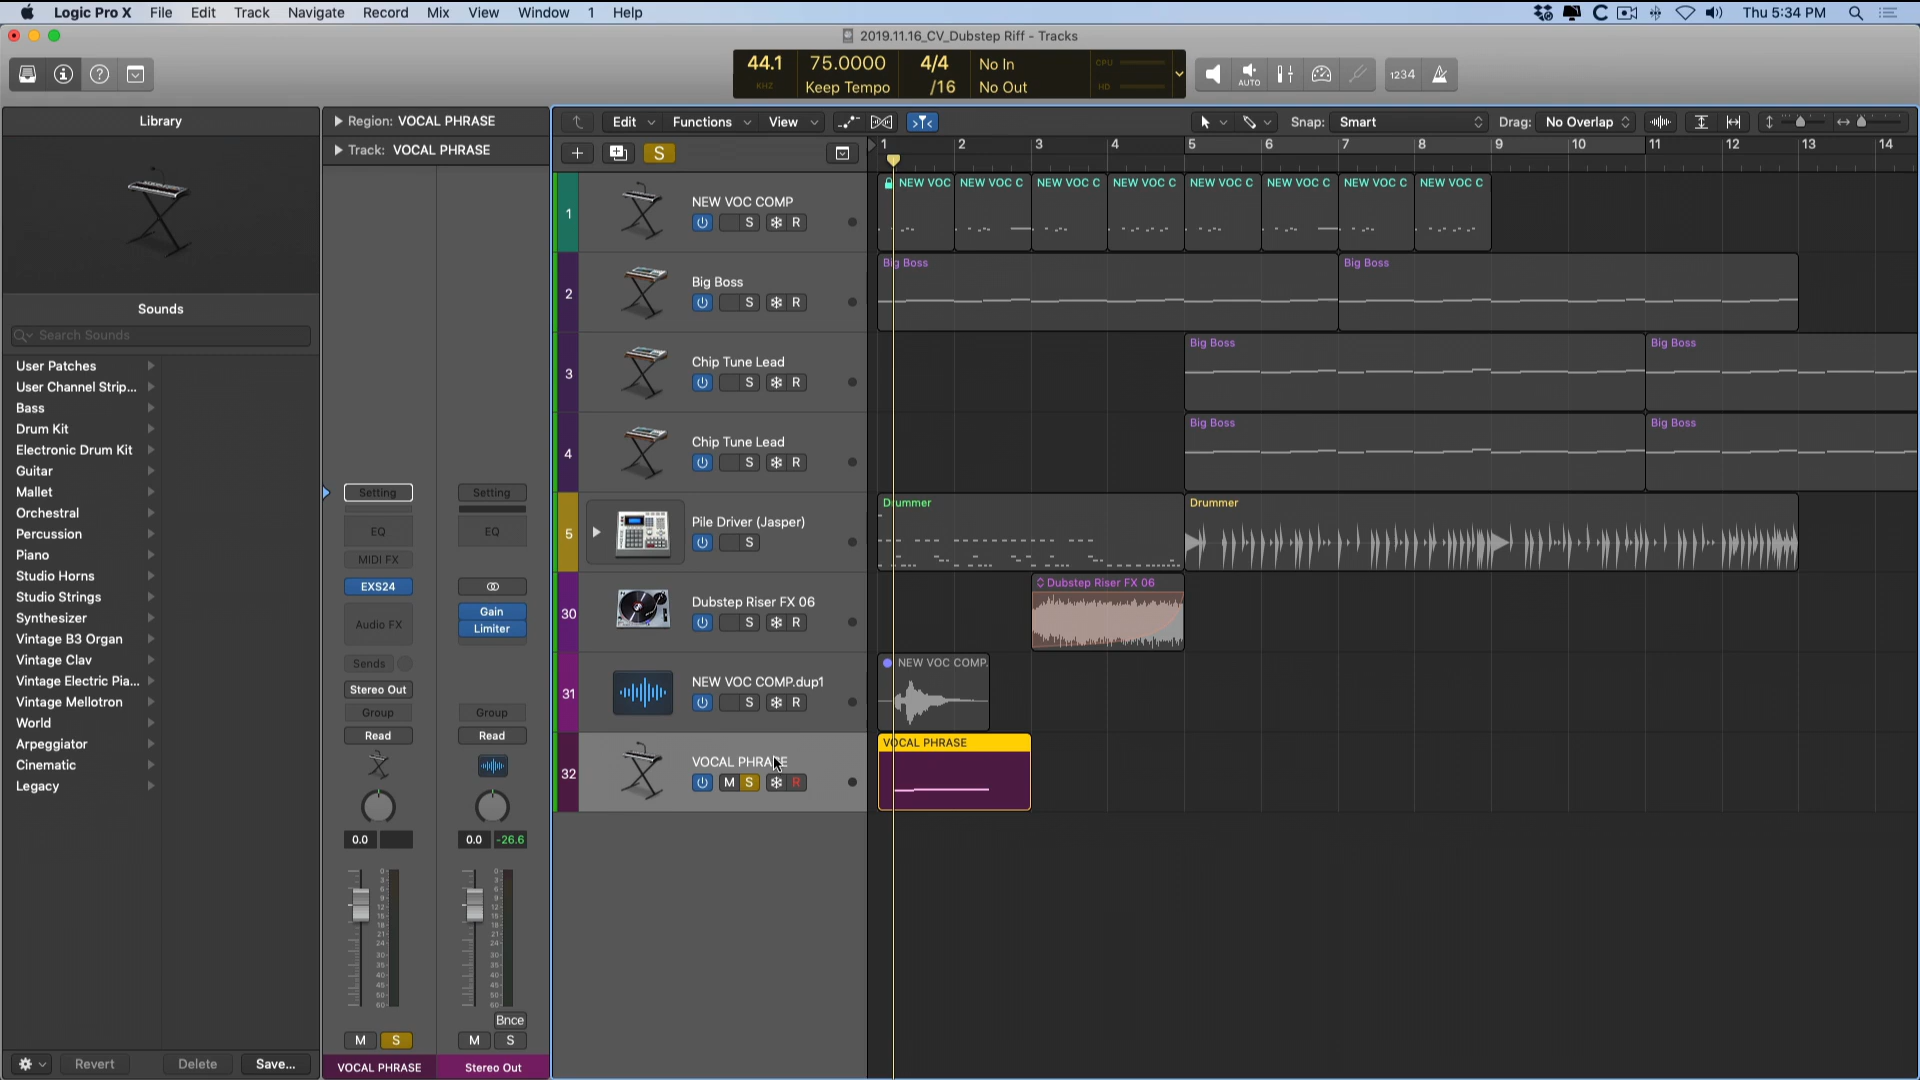 Logic Pro X File Edit Track Navigate Record Mix View Window 1 Help
Thu 5:34 PM
2019.11.16_CV_Dubstep Riff - Tracks
44.1 75.0000 4/4 No In CPU
KHZ Keep Tempo /16 No Out HD
AUTO
1234
Library
Region: VOCAL PHRASE
Track: VOCAL PHRASE
Edit Functions View
Snap: Smart Drag: No Overlap
S
1 2 3 4 5 6 7 8 9 10 11 12 13 14
Sounds
Search Sounds
User Patches
User Channel Strip...
Bass
Drum Kit
Electronic Drum Kit
Guitar
Mallet
Orchestral
Percussion
Piano
Studio Horns
Studio Strings
Synthesizer
Vintage B3 Organ
Vintage Clav
Vintage Electric Pia...
Vintage Mellotron
World
Arpeggiator
Cinematic
Legacy
Revert Delete Save...
Setting Setting
EQ EQ
MIDI FX
EXS24
Gain
Audio FX Limiter
Sends
Stereo Out
Group Group
Read Read
0.0 0.0 -26.6
Bnce
M S M S
VOCAL PHRASE Stereo Out
1 NEW VOC COMP
S R
NEW VOC NEW VOC C NEW VOC C NEW VOC C NEW VOC C NEW VOC C NEW VOC C NEW VOC C
2 Big Boss
S R
Big Boss Big Boss
3 Chip Tune Lead
S R
Big Boss Big Boss
4 Chip Tune Lead
S R
Big Boss Big Boss
5 Pile Driver (Jasper)
S
Drummer Drummer
30 Dubstep Riser FX 06
S R
Dubstep Riser FX 06
31 NEW VOC COMP.dup1
S R
NEW VOC COMP.
32 VOCAL PHRASE
M S R
VOCAL PHRASE